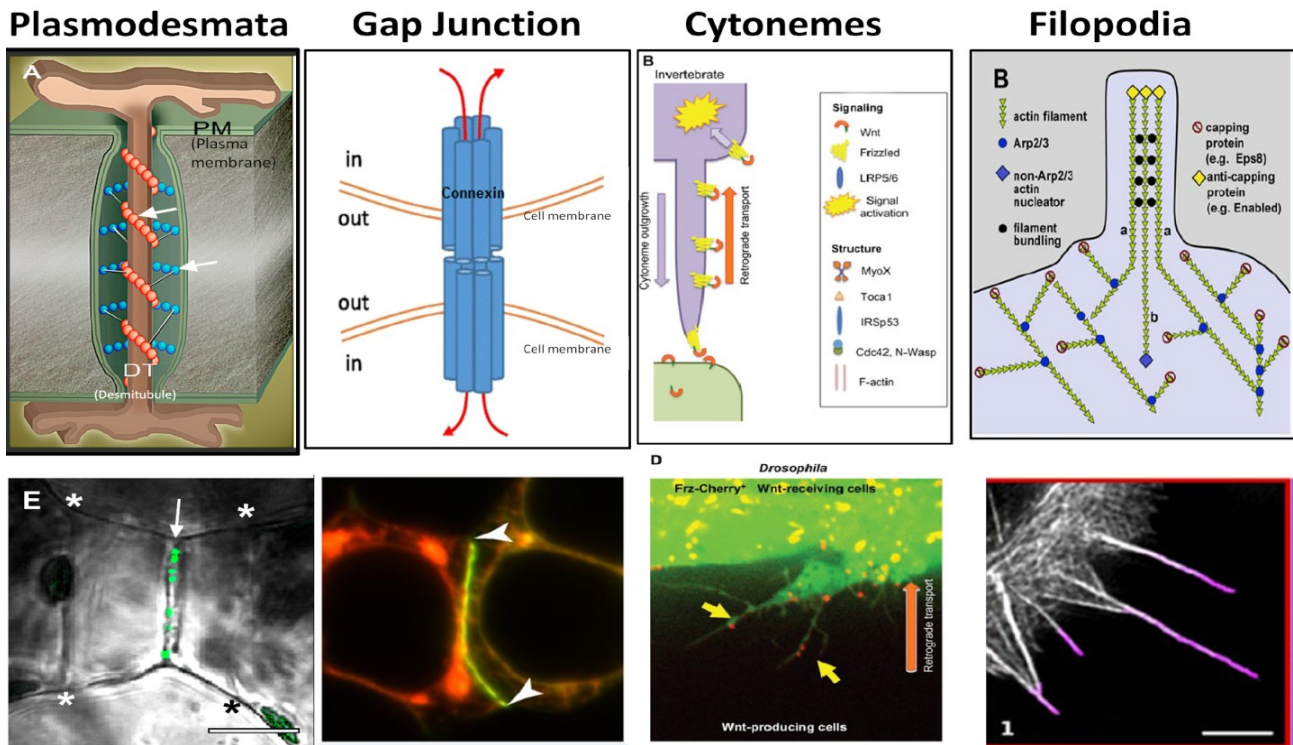 Plasmodesmata
Gap Junction
Cytonemes
Filopodia
A
PM
(Plasma
membrane)
DT
(Desmitubule)
in
out
Connexin
Cell membrane
out
in
Cell membrane
B
Invertebrate
Cytoneme outgrowth
Retrograde transport
Signaling
Wnt
Frizzled
LRP5/6
Signal
activation
Structure
MyoX
Toca1
IRSp53
Cdc42, N-Wasp
F-actin
B
actin filament
Arp2/3
non-Arp2/3
actin
nucleator
filament
bundling
capping
protein
(e.g. Eps8)
anti-capping
protein
(e.g. Enabled)
a
a
b
E
*
*
*
*
D
Drosophila
Frz-Cherry⁺ Wnt-receiving cells
Retrograde transport
Wnt-producing cells
1